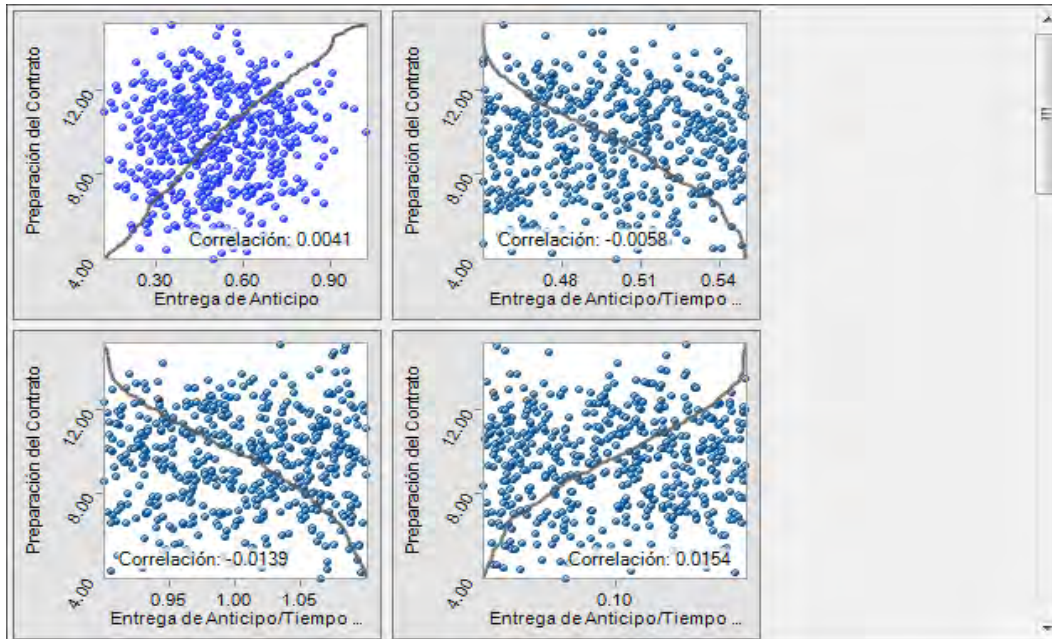 Preparación del Contrato
12.00
8.00
4.00
Correlación: 0.0041
0.30 0.60 0.90
Entrega de Anticipo
Preparación del Contrato
12.00
8.00
4.00
Correlación: -0.0058
0.48 0.51 0.54
Entrega de Anticipo/Tiempo ...
Preparación del Contrato
12.00
8.00
4.00
Correlación: -0.0139
0.95 1.00 1.05
Entrega de Anticipo/Tiempo ...
Preparación del Contrato
12.00
8.00
4.00
Correlación: 0.0154
0.10
Entrega de Anticipo/Tiempo ...